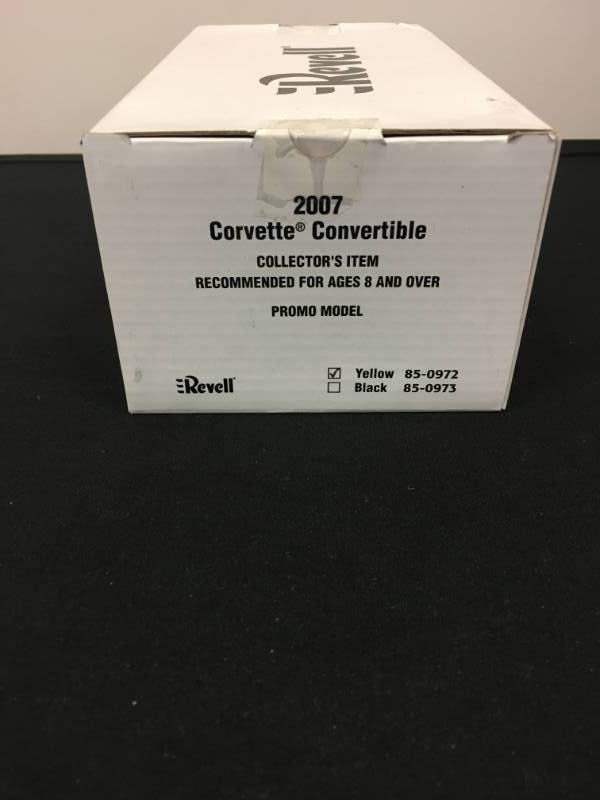 Revell
2007
Corvette® Convertible
COLLECTOR'S ITEM
RECOMMENDED FOR AGES 8 AND OVER
PROMO MODEL
Revell
☑ Yellow 85-0972
☐ Black 85-0973